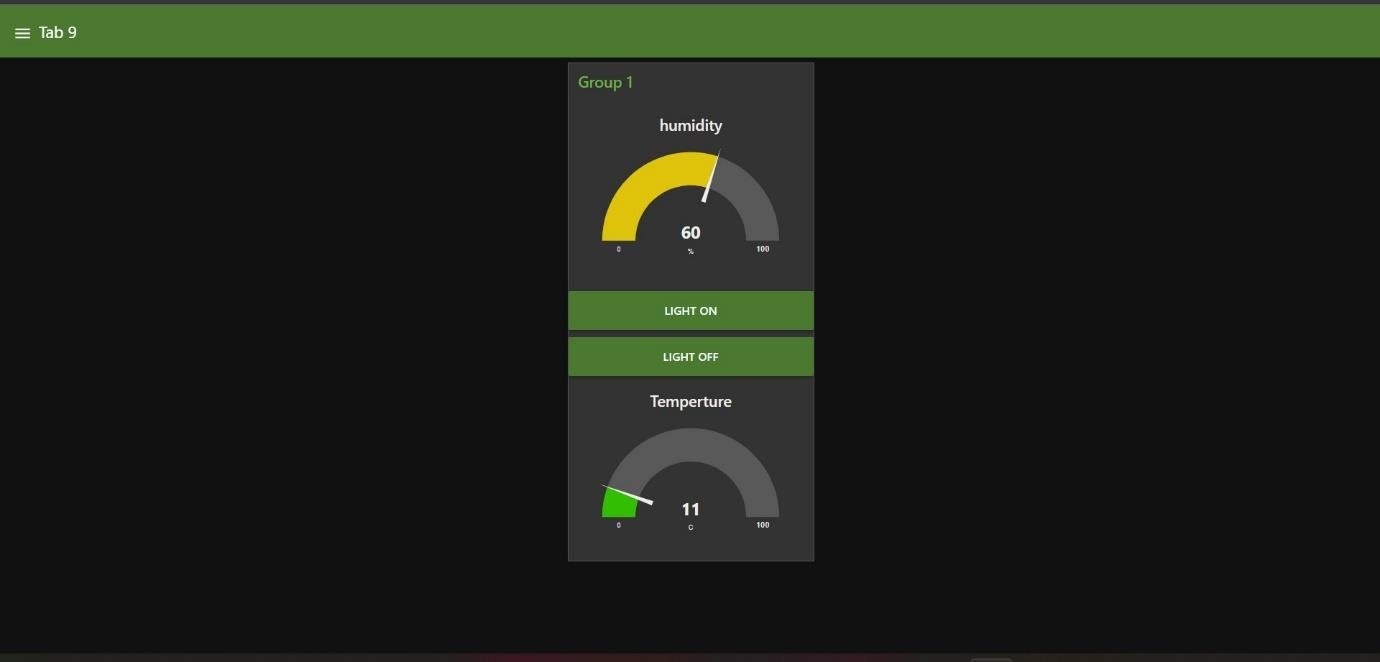 Tab 9
Group 1
humidity
60
0
%
100
LIGHT ON
LIGHT OFF
Temperture
11
0
C
100